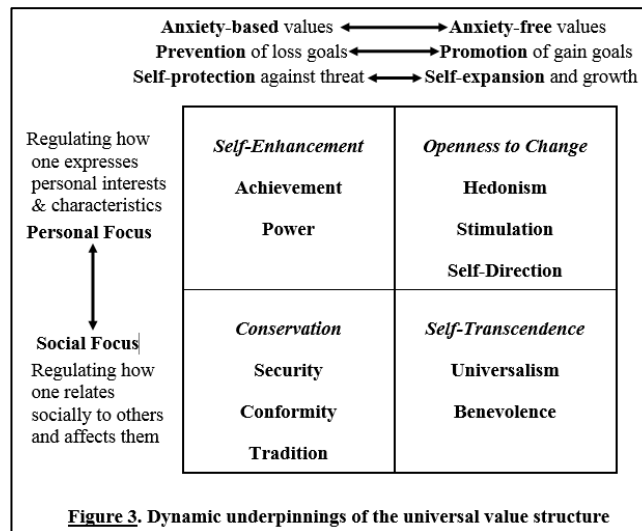 Anxiety-based values Anxiety-free values
Prevention of loss goals Promotion of gain goals
Self-protection against threat Self-expansion and growth
Regulating how
one expresses
personal interests
& characteristics
Personal Focus
Social Focus
Regulating how
one relates
socially to others
and affects them
Self-Enhancement
Achievement
Power
Openness to Change
Hedonism
Stimulation
Self-Direction
Conservation
Security
Conformity
Tradition
Self-Transcendence
Universalism
Benevolence
Figure 3. Dynamic underpinnings of the universal value structure